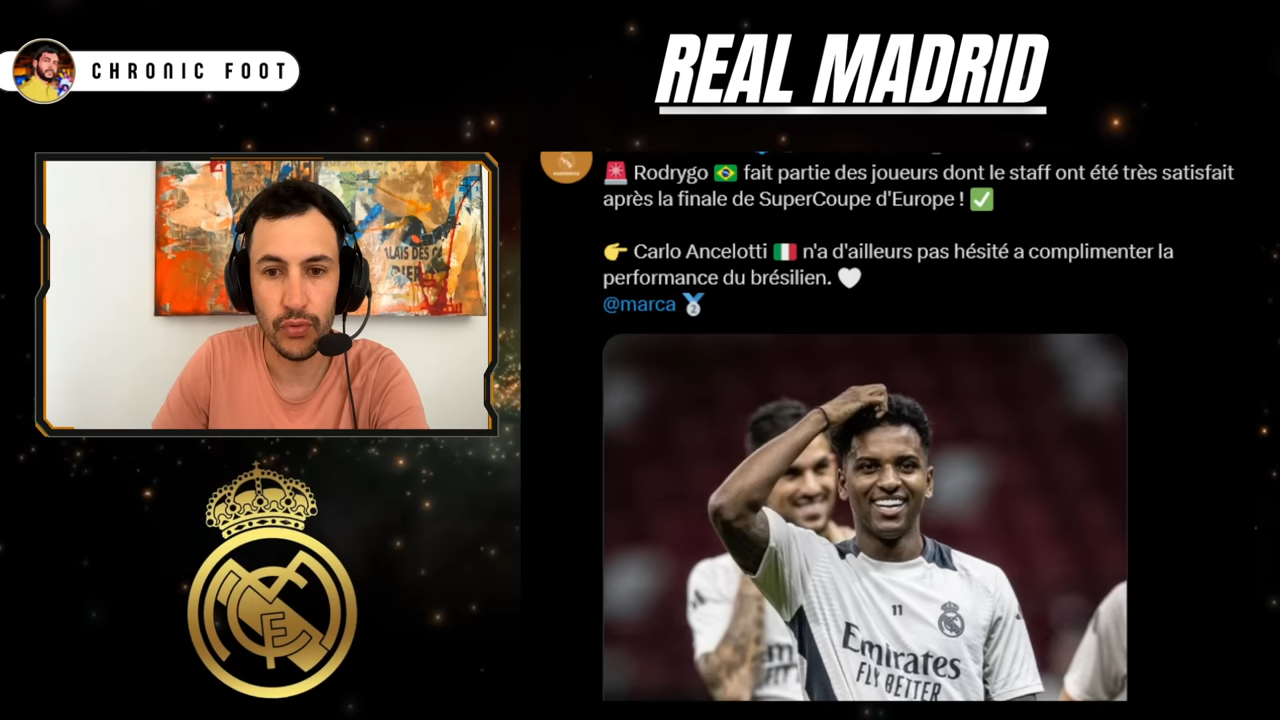 CHRONIC FOOT
REAL MADRID
🚨 Rodrygo 🇧🇷 fait partie des joueurs dont le staff ont été très satisfait
après la finale de SuperCoupe d'Europe ! ✅
👉 Carlo Ancelotti 🇮🇹 n'a d'ailleurs pas hésité a complimenter la
performance du brésilien. 🤍
@marca 🥈
11
Emirates
FLY BETTER